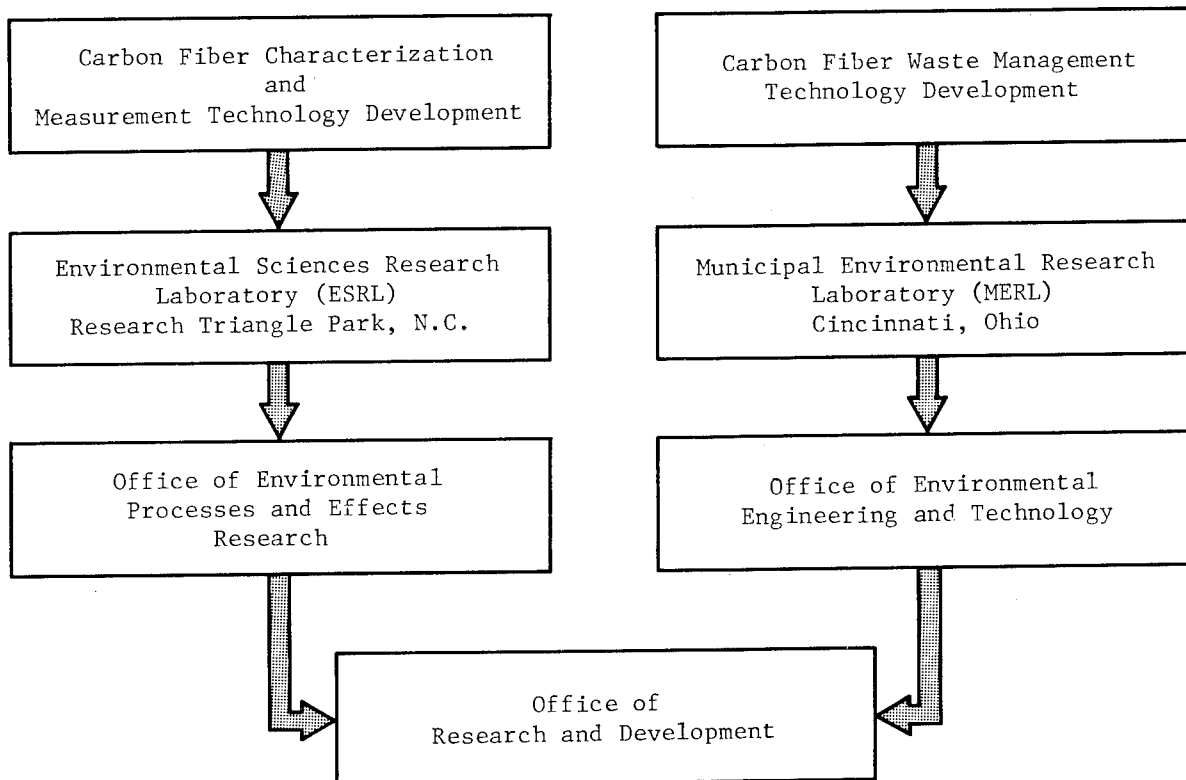 Carbon Fiber Characterization
and
Measurement Technology Development
Environmental Sciences Research
Laboratory (ESRL)
Research Triangle Park, N.C.
Office of Environmental
Processes and Effects
Research
Carbon Fiber Waste Management
Technology Development
Municipal Environmental Research
Laboratory (MERL)
Cincinnati, Ohio
Office of Environmental
Engineering and Technology
Office of
Research and Development